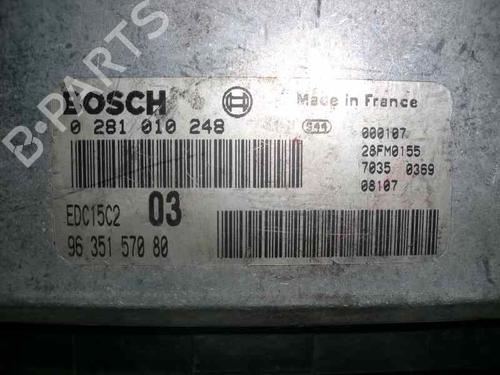 B-PARTS
BOSCH
Made in France
0 281 010 248
S44
000107
28FM0155
7035 0369
08107
EDC15C2 03
96 351 570 80